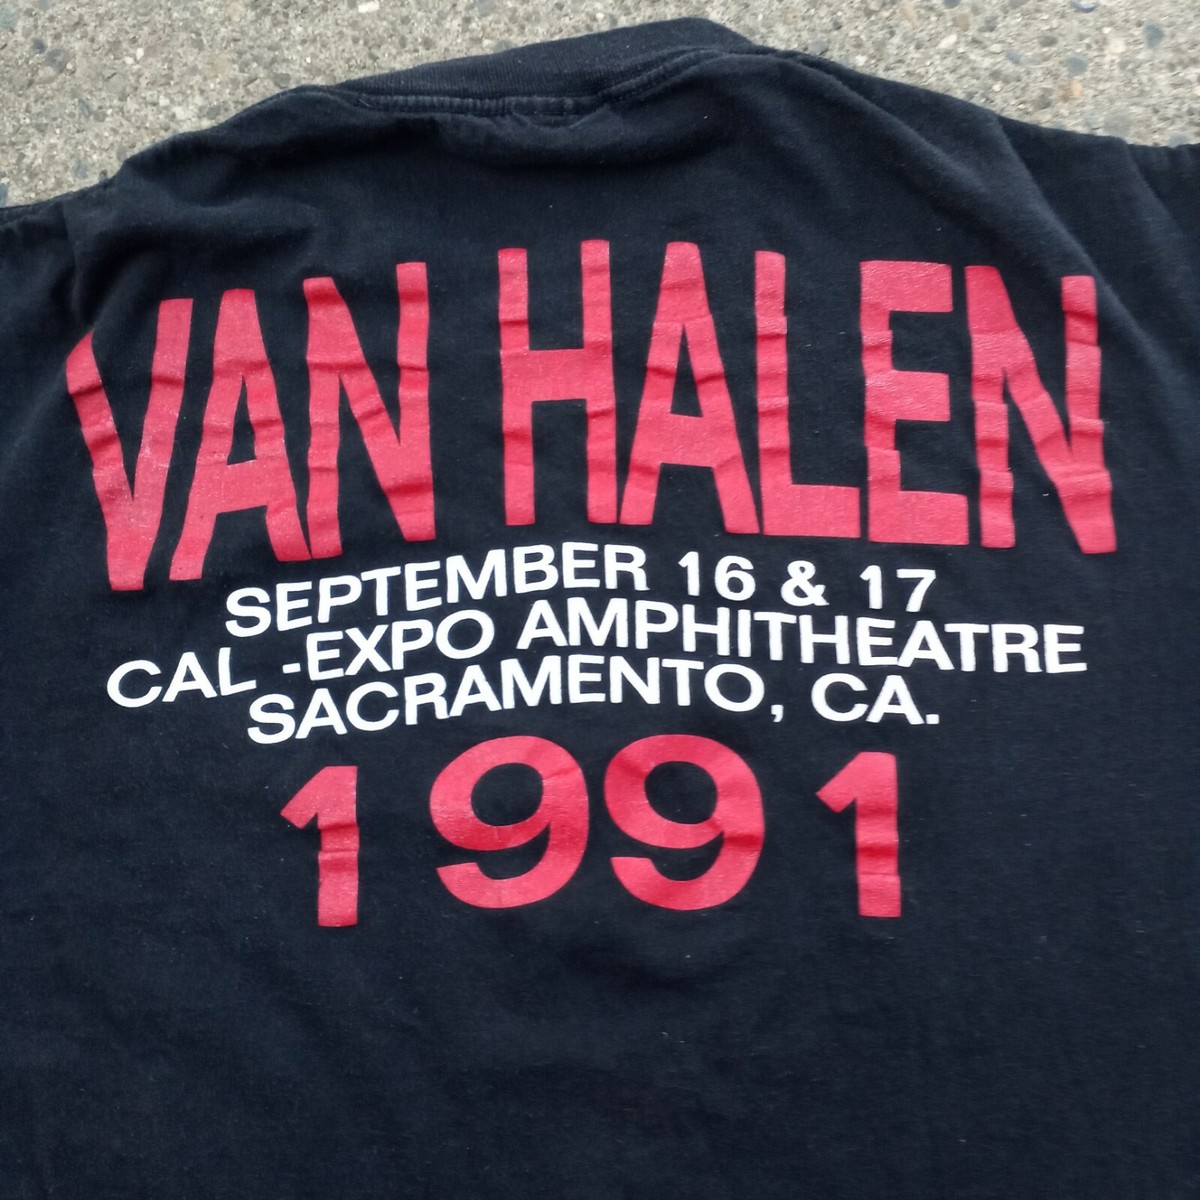 VAN HALEN
SEPTEMBER 16 & 17
CAL -EXPO AMPHITHEATRE
SACRAMENTO, CA.
1991